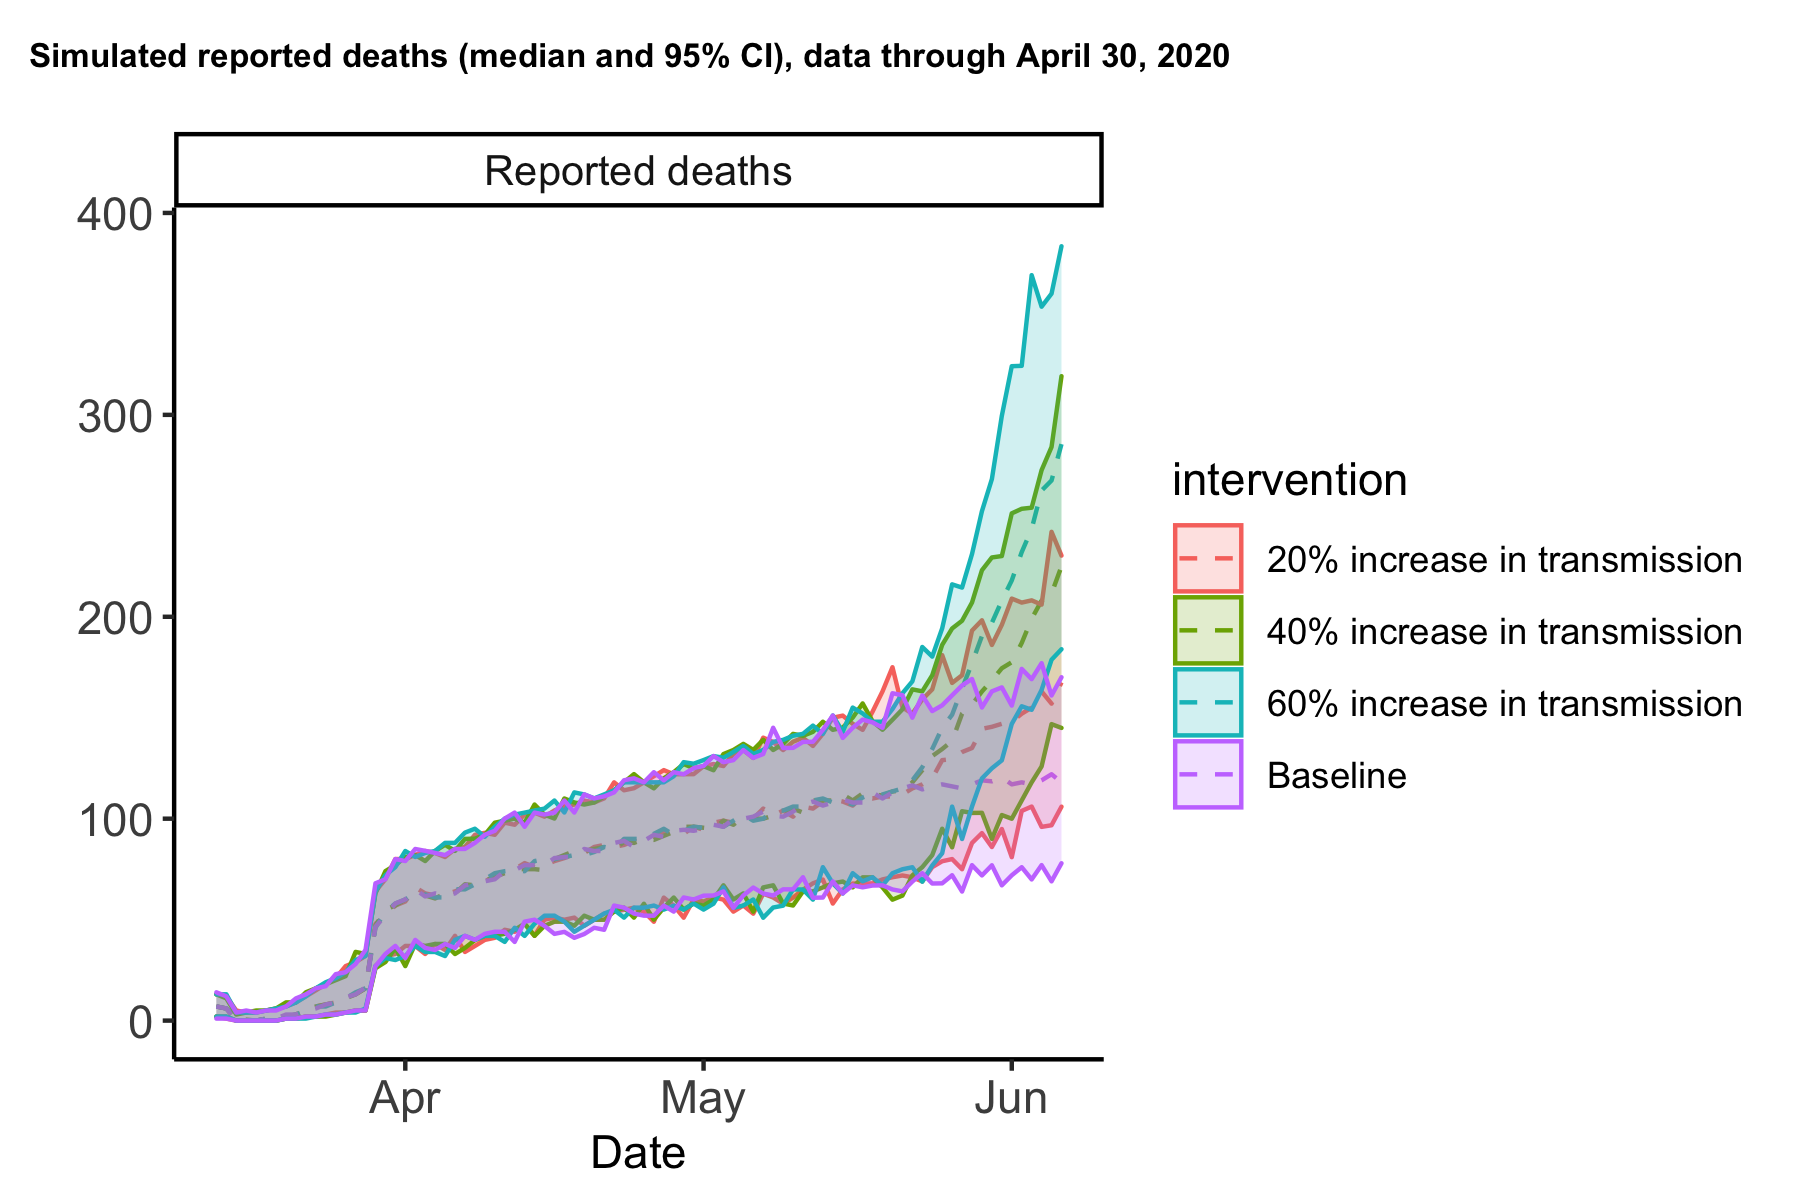 Simulated reported deaths (median and 95% CI), data through April 30, 2020
Reported deaths
400
300
200
100
0
Apr
May
Jun
Date
intervention
20% increase in transmission
40% increase in transmission
60% increase in transmission
Baseline